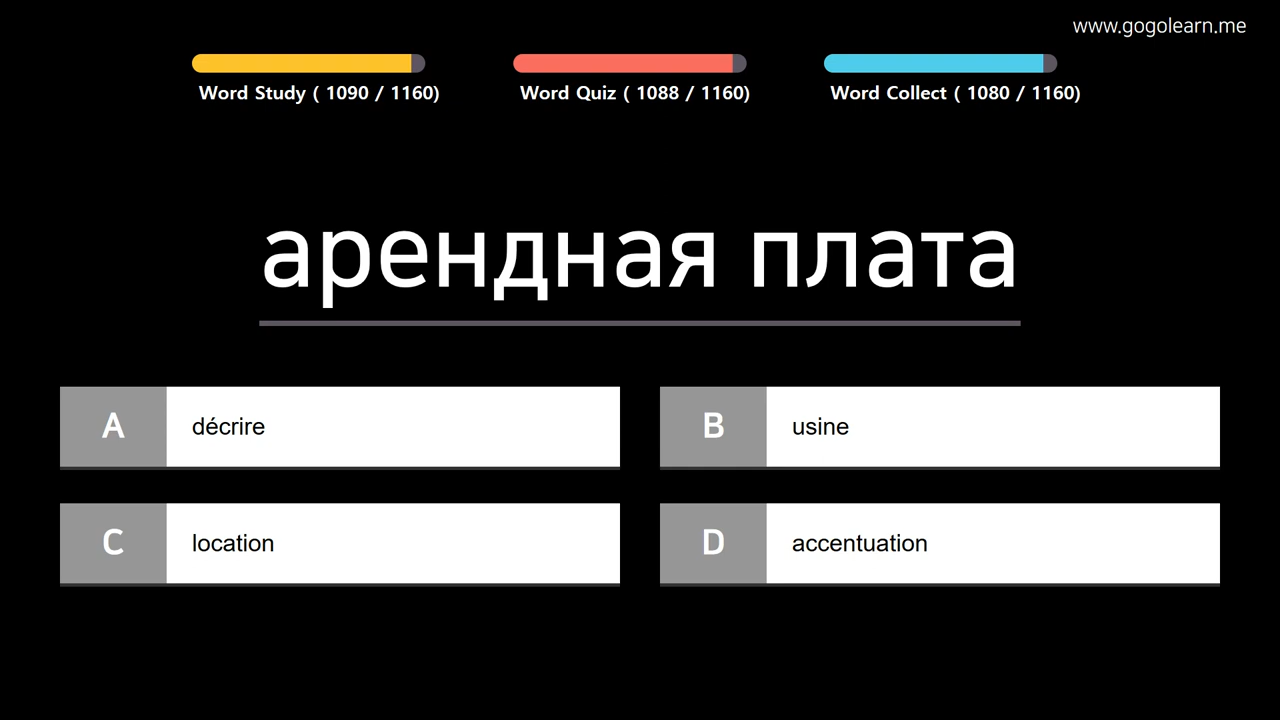 www.gogolearn.me
Word Study ( 1090 / 1160)
Word Quiz ( 1088 / 1160)
Word Collect ( 1080 / 1160)
арендная плата
A
décrire
B
usine
C
location
D
accentuation